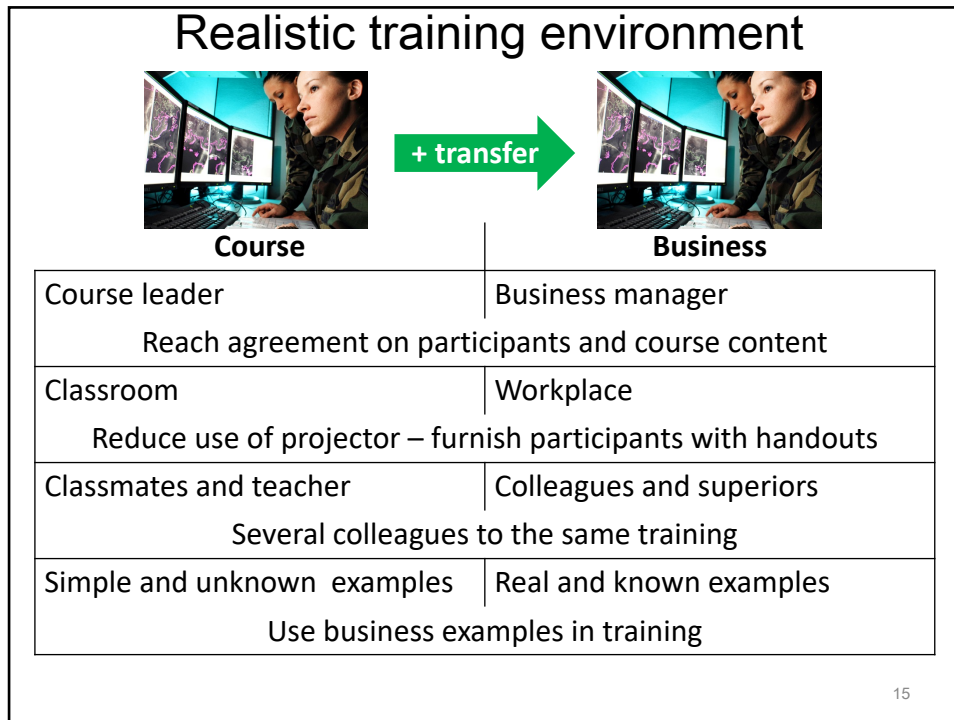 Realistic training environment
+ transfer
Course Business
Course leader Business manager
Reach agreement on participants and course content
Classroom Workplace
Reduce use of projector – furnish participants with handouts
Classmates and teacher Colleagues and superiors
Several colleagues to the same training
Simple and unknown  examples Real and known examples
Use business examples in training
15